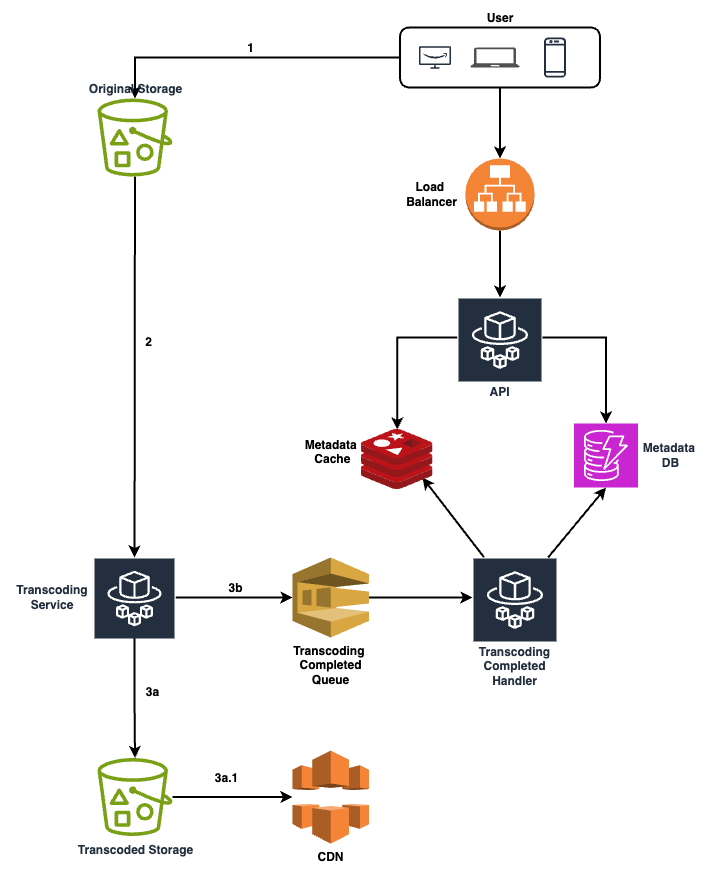 User
1
Original Storage
Load
Balancer
2
API
Metadata
Cache
Metadata
DB
Transcoding
Service
3b
Transcoding
Completed
Queue
Transcoding
Completed
Handler
3a
3a.1
Transcoded Storage
CDN